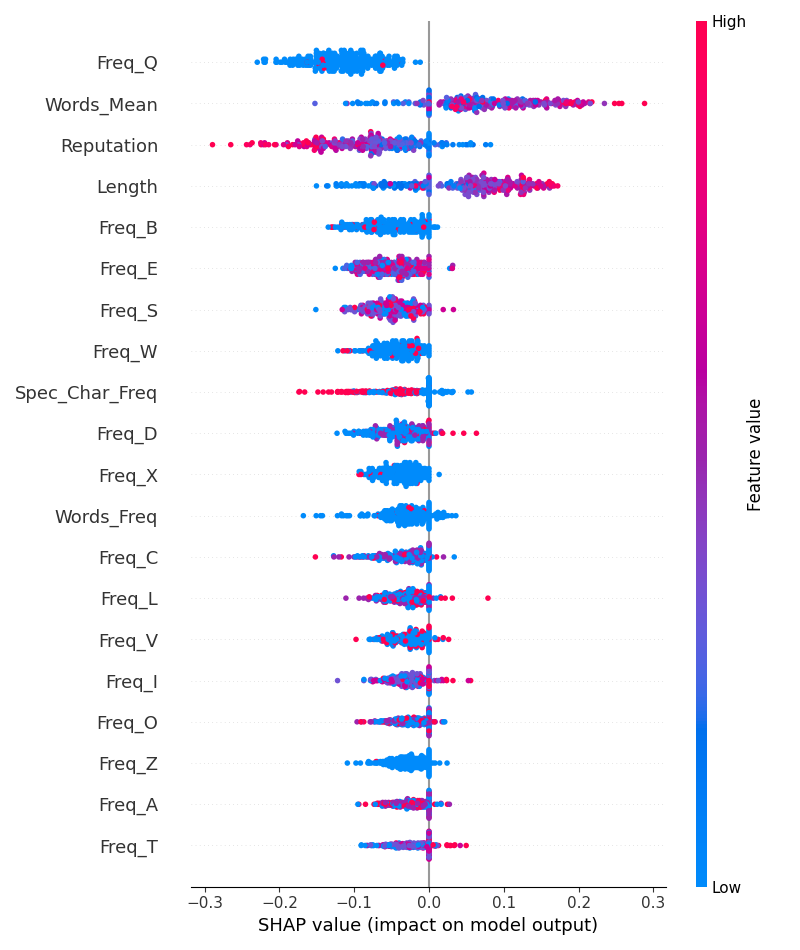 High
Freq_Q
Words_Mean
Reputation
Length
Freq_B
Freq_E
Freq_S
Freq_W
Spec_Char_Freq
Freq_D
Freq_X
Words_Freq
Freq_C
Freq_L
Freq_V
Freq_I
Freq_O
Freq_Z
Freq_A
Freq_T
Feature value
Low
−0.3 −0.2 −0.1 0.0 0.1 0.2 0.3
SHAP value (impact on model output)